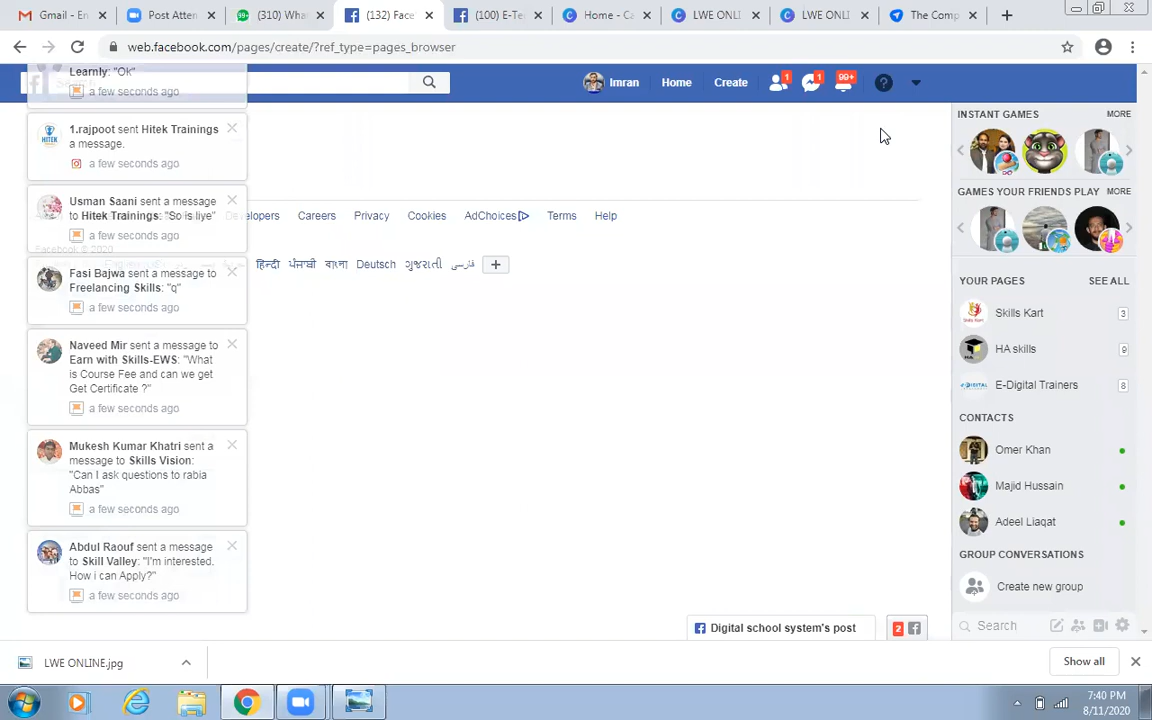 Gmail -
Post Atten
(310) Wha
(132) Face
(100) E-Te
Home - Ca
LWE ONLI
LWE ONLI
The Comp
web.facebook.com/pages/create/?ref_type=pages_browser
Learnly: "Ok"
a few seconds ago
Search
Imran
Home
Create
1
1
99+
1.rajpoot sent Hitek Trainings
a message.
a few seconds ago
Usman Saani sent a message
to Hitek Trainings: "So is liye"
a few seconds ago
Fasi Bajwa sent a message to
Freelancing Skills: "q"
a few seconds ago
Naveed Mir sent a message to
Earn with Skills-EWS: "What
is Course Fee and can we get
Get Certificate ?"
a few seconds ago
Mukesh Kumar Khatri sent a
message to Skills Vision:
"Can I ask questions to rabia
Abbas"
a few seconds ago
Abdul Raouf sent a message
to Skill Valley: "I'm interested.
How i can Apply?"
a few seconds ago
Developers Careers Privacy Cookies AdChoices Terms Help
Facebook © 2020
हिन्दी ਪੰਜਾਬੀ বাংলা Deutsch ગુજરાતી فارسی
INSTANT GAMES MORE
GAMES YOUR FRIENDS PLAY MORE
YOUR PAGES SEE ALL
Skills Kart 3
HA skills 9
E-Digital Trainers 8
CONTACTS
Omer Khan
Majid Hussain
Adeel Liaqat
GROUP CONVERSATIONS
Create new group
Search
Digital school system's post
2
LWE ONLINE.jpg
Show all
7:40 PM
8/11/2020